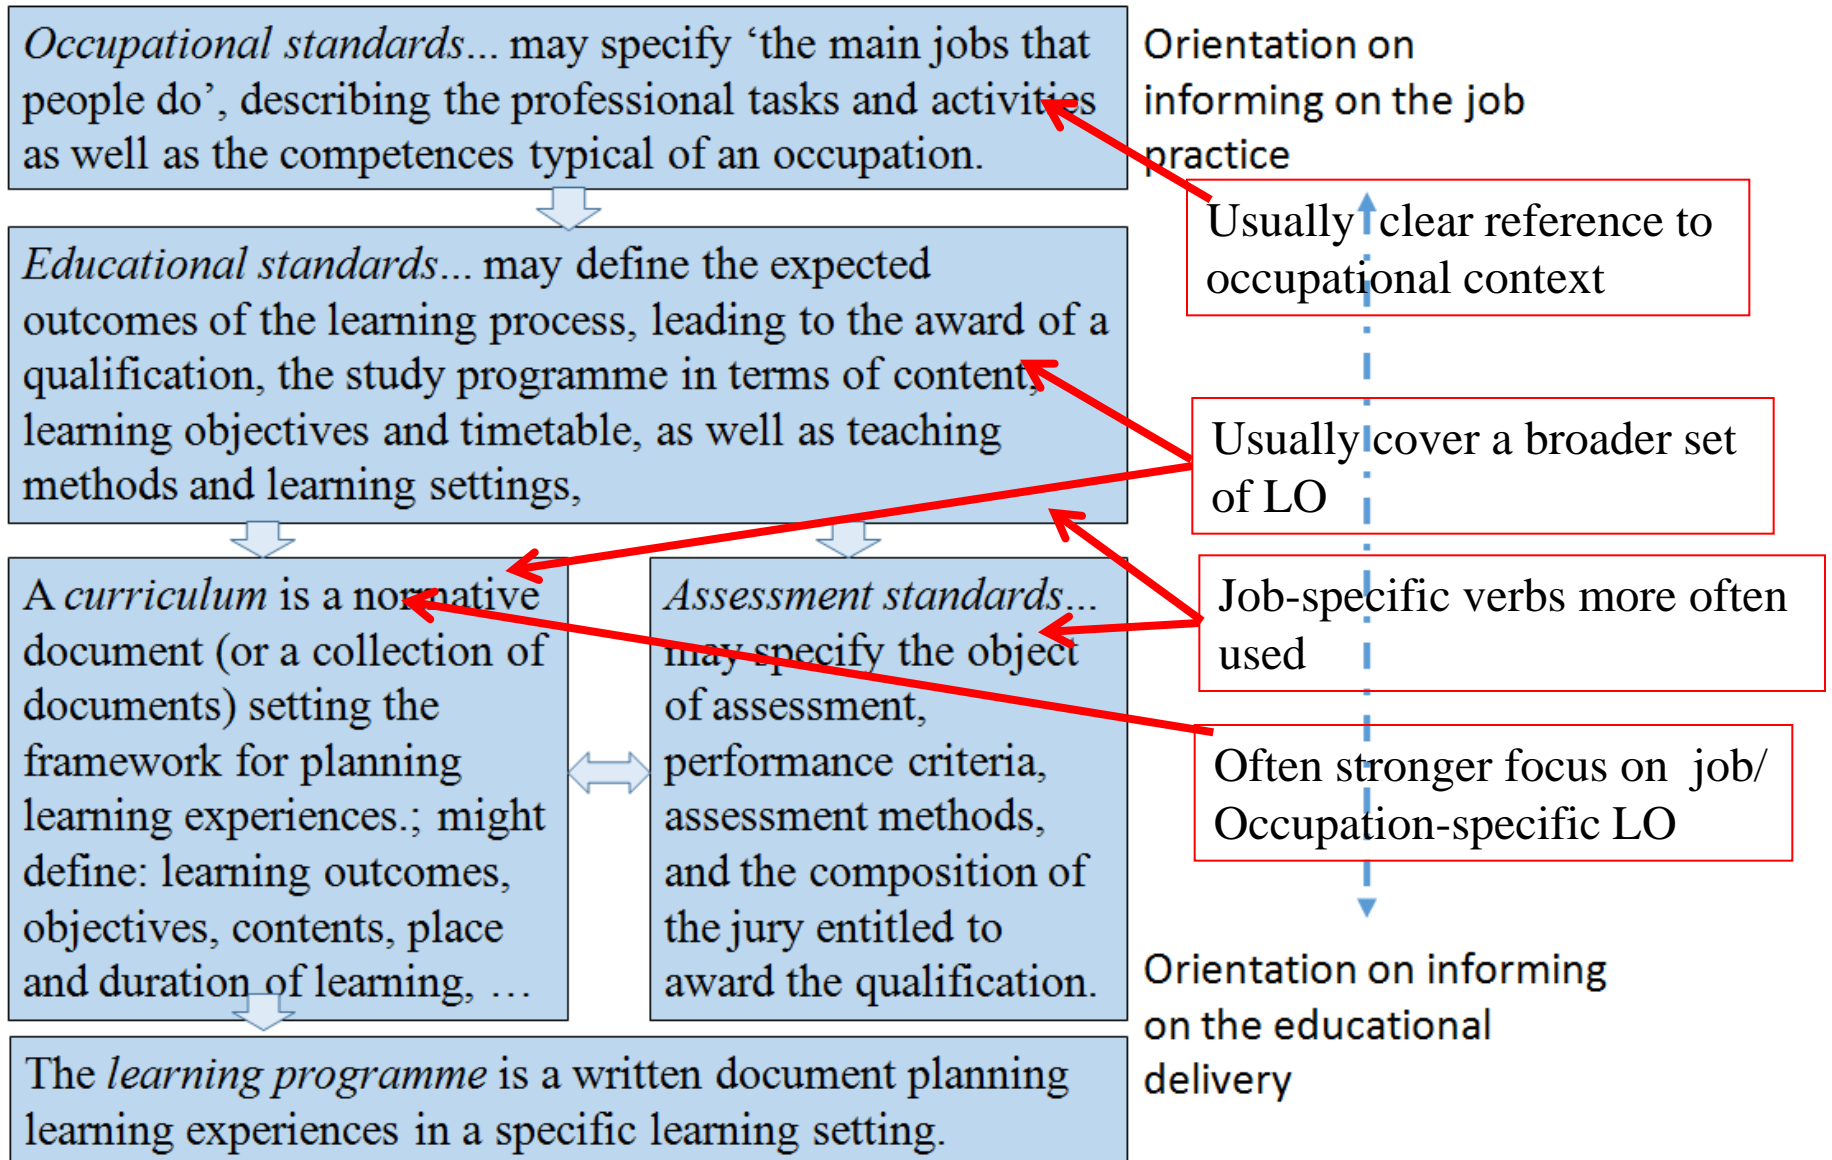 Occupational standards... may specify ‘the main jobs that
people do’, describing the professional tasks and activities
as well as the competences typical of an occupation.
Orientation on
informing on the job
practice
Usually clear reference to
occupational context
Educational standards... may define the expected
outcomes of the learning process, leading to the award of a
qualification, the study programme in terms of content,
learning objectives and timetable, as well as teaching
methods and learning settings,
Usually cover a broader set
of LO
Job-specific verbs more often
used
A curriculum is a normative
document (or a collection of
documents) setting the
framework for planning
learning experiences.; might
define: learning outcomes,
objectives, contents, place
and duration of learning, …
Assessment standards...
may specify the object
of assessment,
performance criteria,
assessment methods,
and the composition of
the jury entitled to
award the qualification.
Often stronger focus on job/
Occupation-specific LO
Orientation on informing
on the educational
delivery
The learning programme is a written document planning
learning experiences in a specific learning setting.